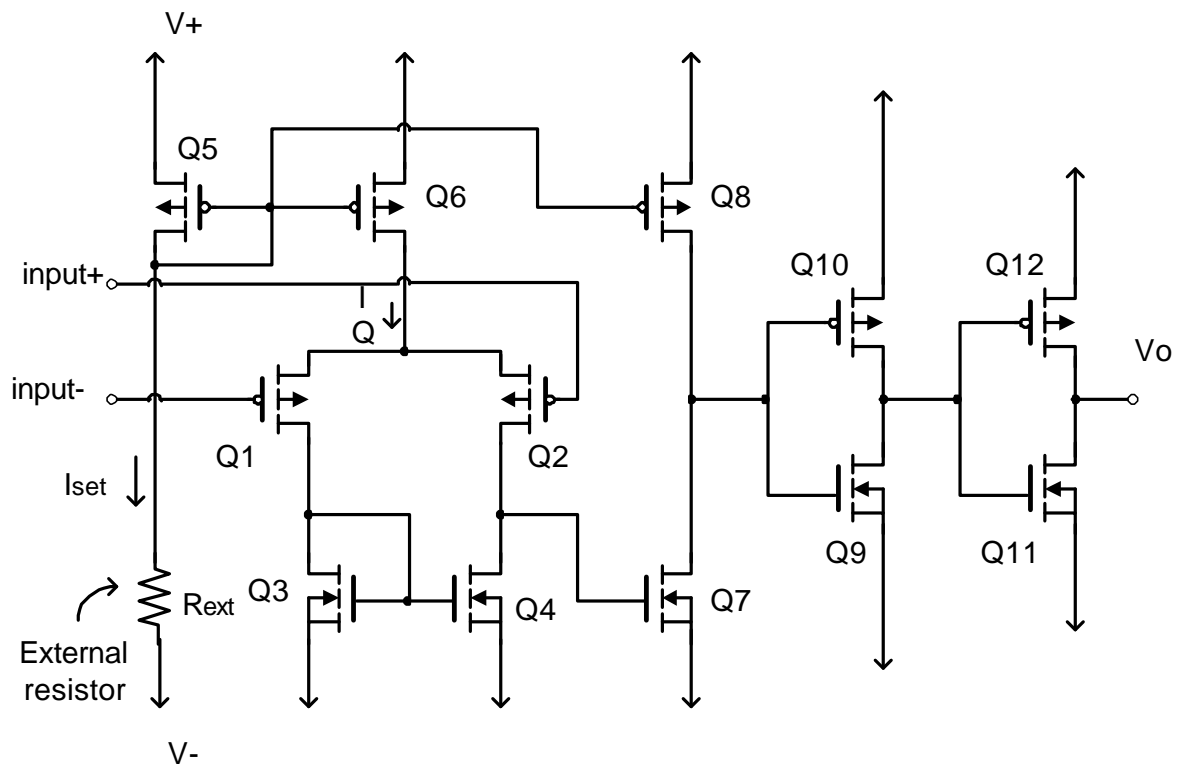 V+
Q5
Q6
Q8
Q10
Q12
input+
I
Q
Vo
input-
Q1
Q2
Iset
Q9
Q11
Q3
Rext
Q4
Q7
External
resistor
V-